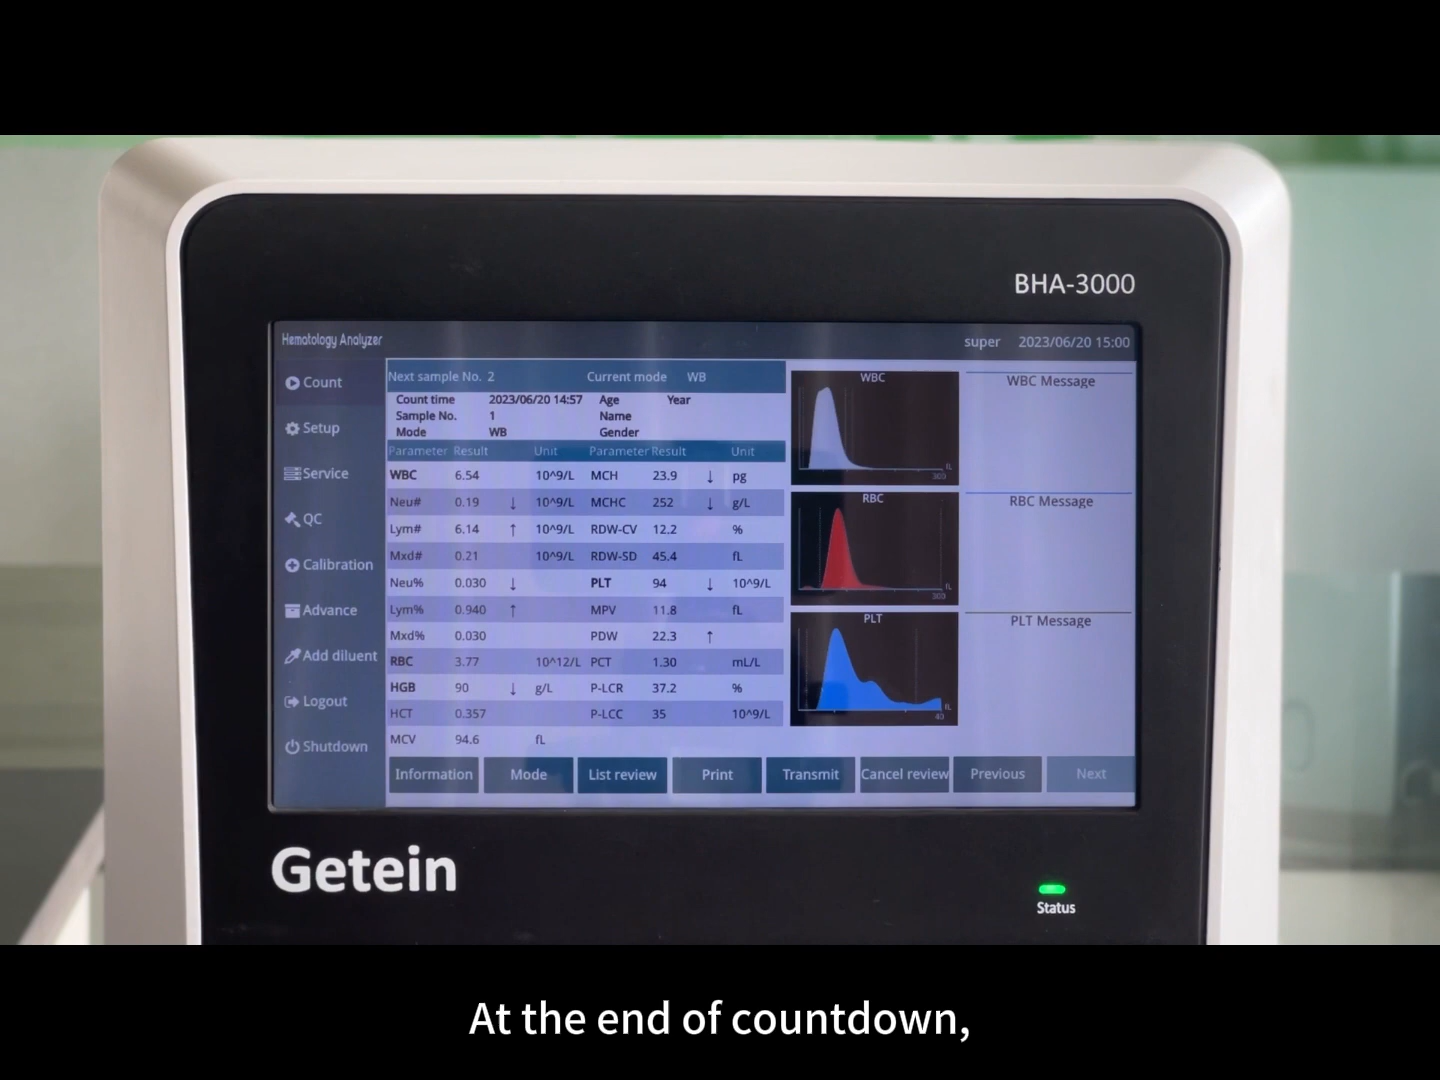 BHA-3000
Hematology Analyzer super 2023/06/20 15:00
Count
Setup
Service
QC
Calibration
Advance
Add diluent
Logout
Shutdown
Next sample No. 2 Current mode WB
Count time 2023/06/20 14:57 Age Year
Sample No. 1 Name
Mode WB Gender
Parameter Result Unit Parameter Result Unit
WBC 6.54 10^9/L MCH 23.9 ↓ pg
Neu# 0.19 ↓ 10^9/L MCHC 252 ↓ g/L
Lym# 6.14 ↑ 10^9/L RDW-CV 12.2 %
Mxd# 0.21 10^9/L RDW-SD 45.4 fL
Neu% 0.030 ↓ PLT 94 ↓ 10^9/L
Lym% 0.940 ↑ MPV 11.8 fL
Mxd% 0.030 PDW 22.3 ↑
RBC 3.77 10^12/L PCT 1.30 mL/L
HGB 90 ↓ g/L P-LCR 37.2 %
HCT 0.357 P-LCC 35 10^9/L
MCV 94.6 fL
WBC
fL
300
RBC
fL
300
PLT
fL
40
WBC Message
RBC Message
PLT Message
Information Mode List review Print Transmit Cancel review Previous Next
Getein
Status
At the end of countdown,